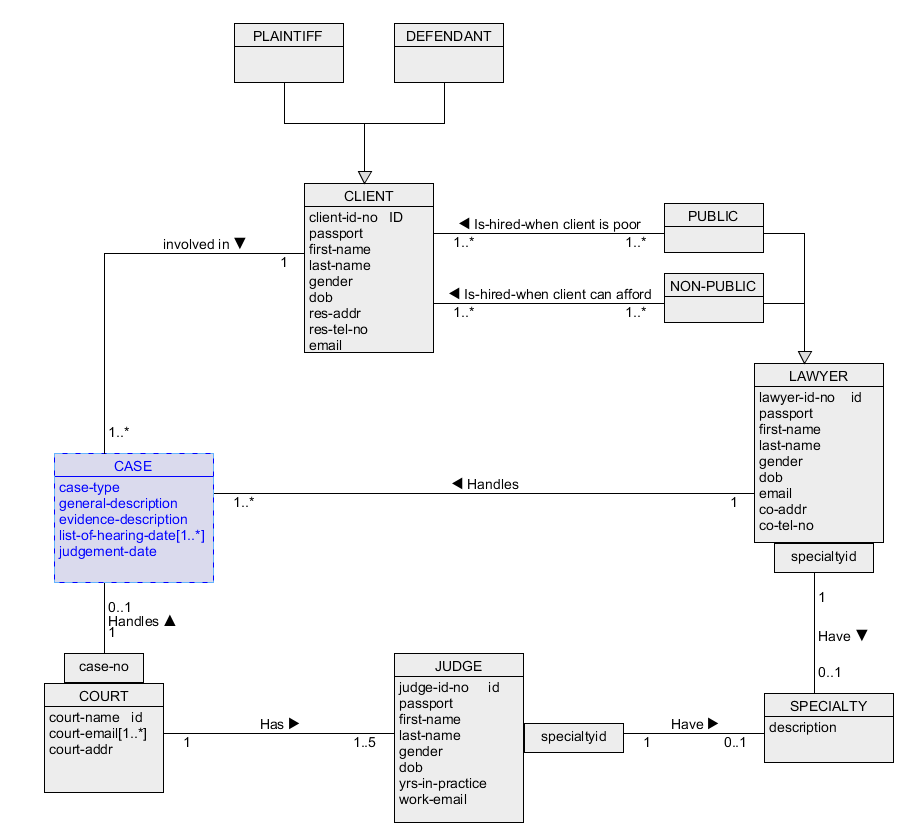 PLAINTIFF
DEFENDANT
CLIENT
client-id-no ID
passport
first-name
last-name
gender
dob
res-addr
res-tel-no
email
involved in ▼
1
1..*
◀ Is-hired-when client is poor
1..* 1..*
PUBLIC
◀ Is-hired-when client can afford
1..* 1..*
NON-PUBLIC
LAWYER
lawyer-id-no id
passport
first-name
last-name
gender
dob
email
co-addr
co-tel-no
specialtyid
CASE
case-type
general-description
evidence-description
list-of-hearing-date[1..*]
judgement-date
◀ Handles
1..* 1
0..1
Handles ▲
1
case-no
COURT
court-name id
court-email[1..*]
court-addr
Has ▶
1 1..5
JUDGE
judge-id-no id
passport
first-name
last-name
gender
dob
yrs-in-practice
work-email
specialtyid
Have ▶
1 0..1
1
Have ▼
0..1
SPECIALTY
description